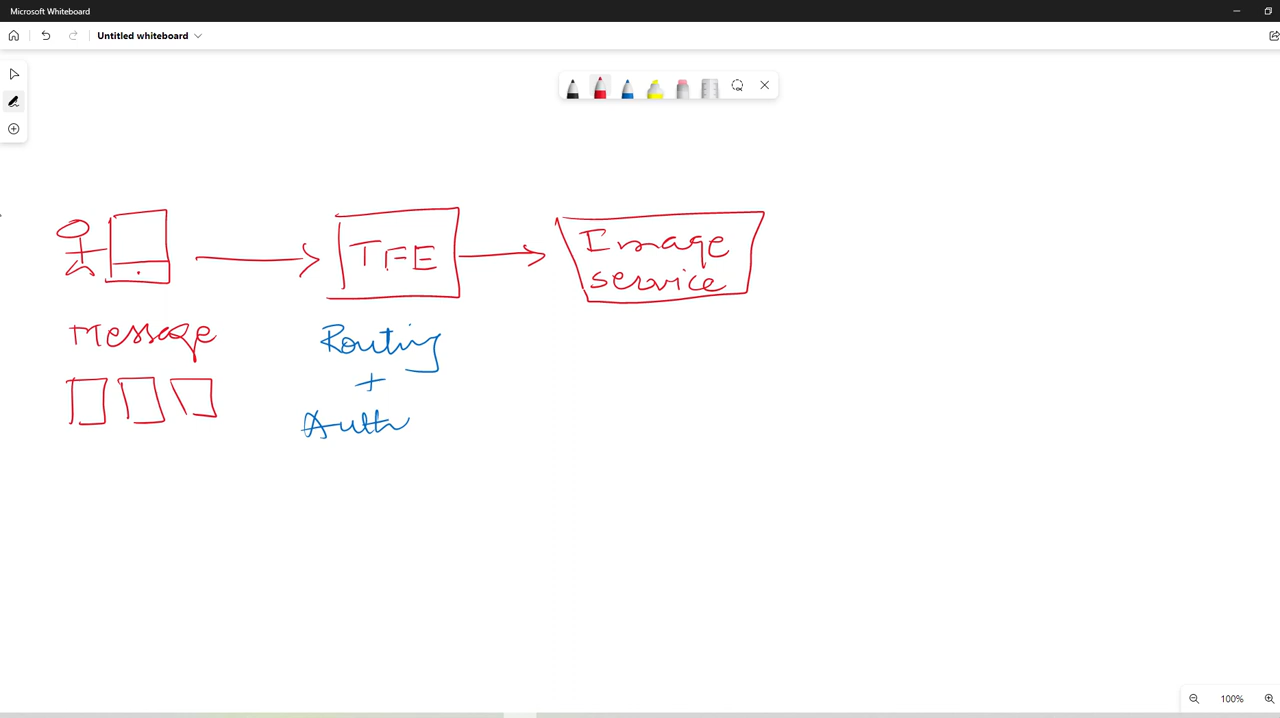 Microsoft Whiteboard
Untitled whiteboard
TFE
Image
service
Message
Routing
+
Auth
100%